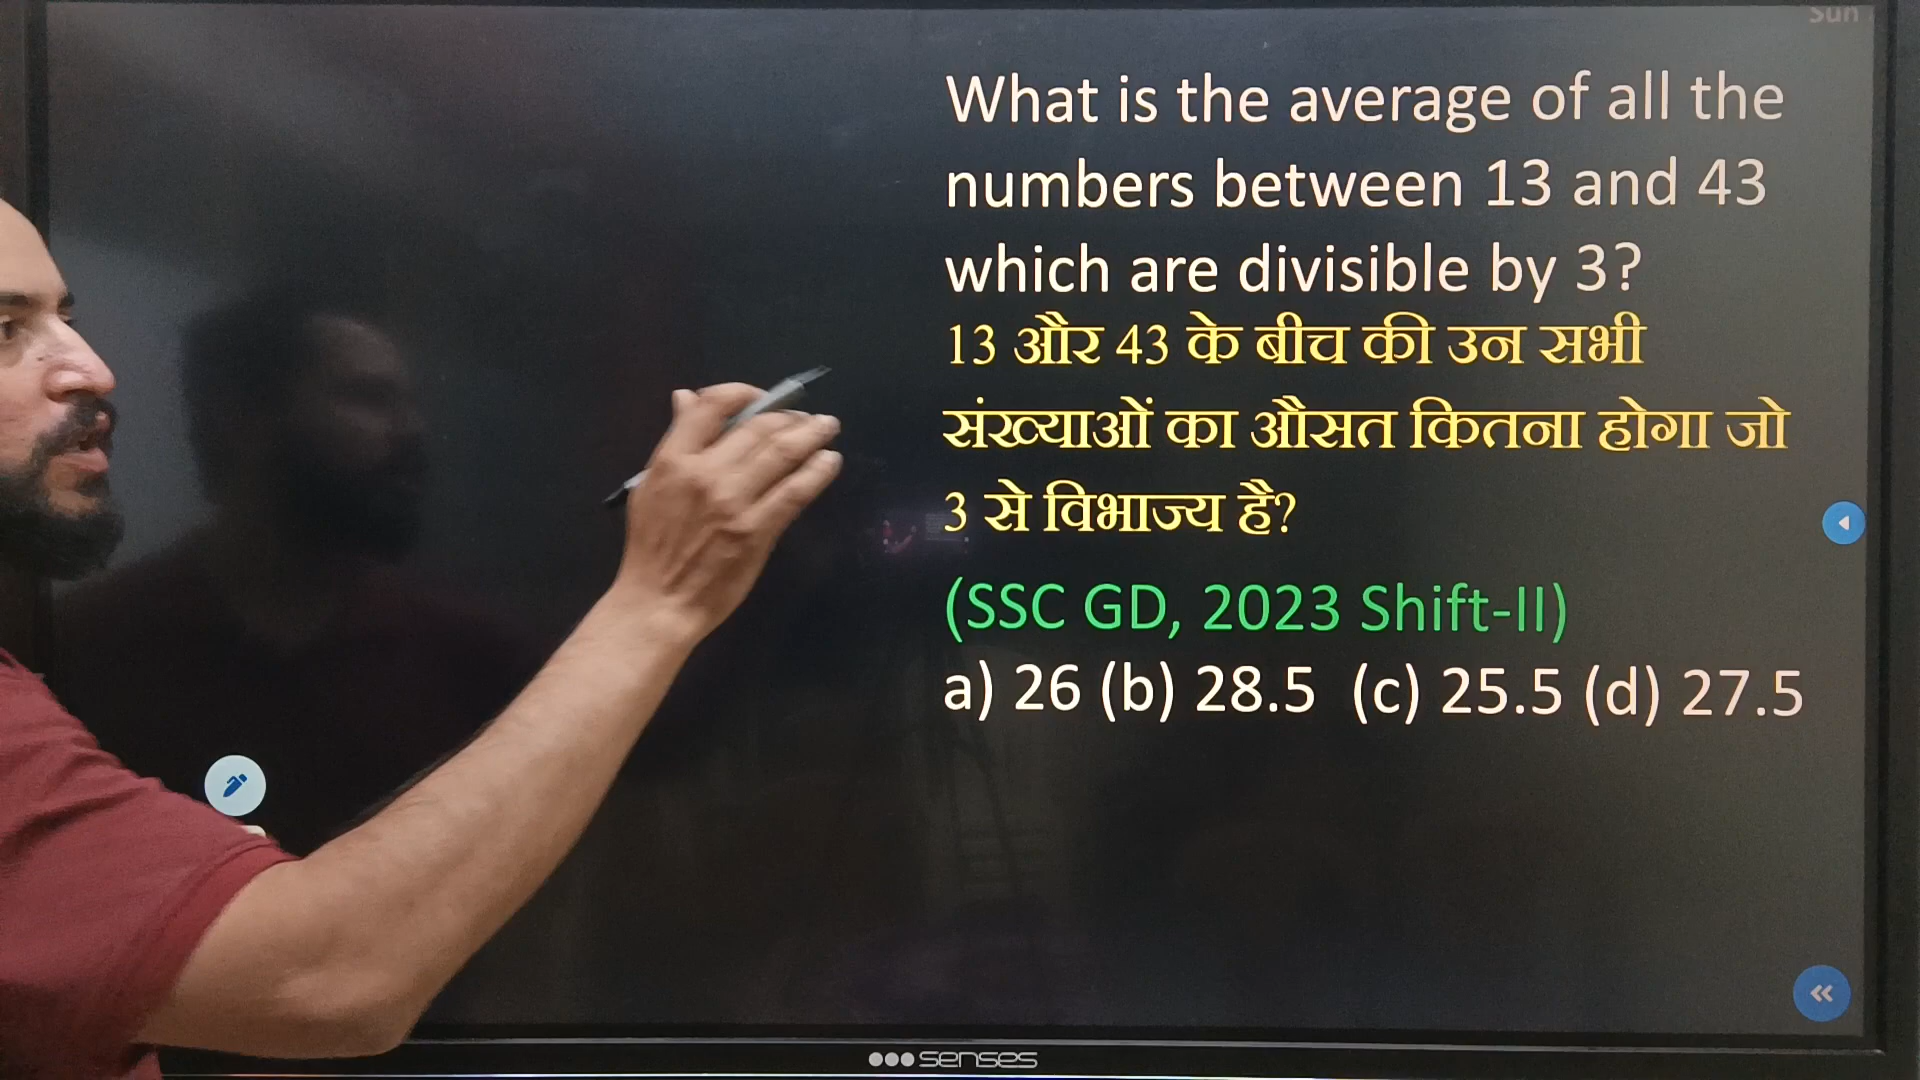 Sun
What is the average of all the
numbers between 13 and 43
which are divisible by 3?
13 और 43 के बीच की उन सभी
संख्याओं का औसत कितना होगा जो
3 से विभाज्य है?
(SSC GD, 2023 Shift-II)
a) 26 (b) 28.5 (c) 25.5 (d) 27.5
senses